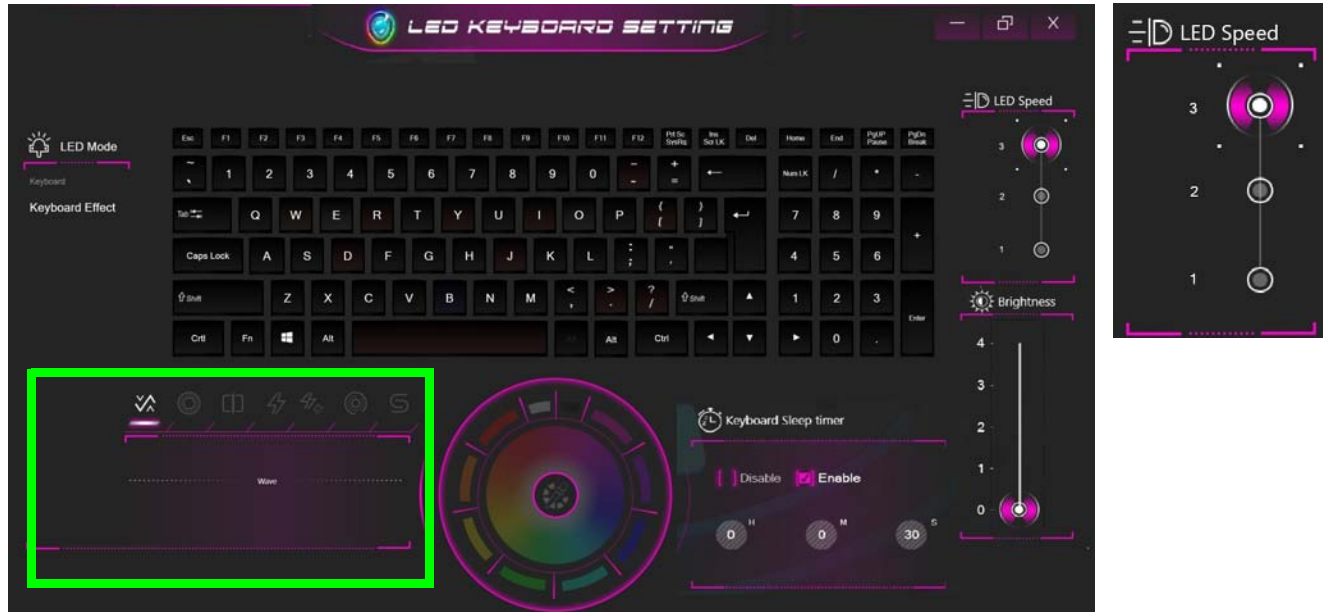 LED KEYBOARD SETTING
LED Mode
Keyboard
Keyboard Effect
Esc F1 F2 F3 F4 F5 F6 F7 F8 F9 F10 F11 F12 Prt Sc SysRq Ins Scr LK Del Home End PgUP Pause PgDn Break
~ ` 1 2 3 4 5 6 7 8 9 0 - - + = ← Num LK / * -
Tab Q W E R T Y U I O P { [ } ] 7 8 9 +
Caps Lock A S D F G H J K L : ; " ' 4 5 6
Shift Z X C V B N M < , > . ? / Shift ▲ 1 2 3 Enter
Crtl Fn Alt Alt Ctrl ◄ ▼ ► 0 .
Wave
Keyboard Sleep timer
Disable Enable
0 H 0 M 30 S
LED Speed
3
2
1
Brightness
4
3
2
1
0
LED Speed
3
2
1